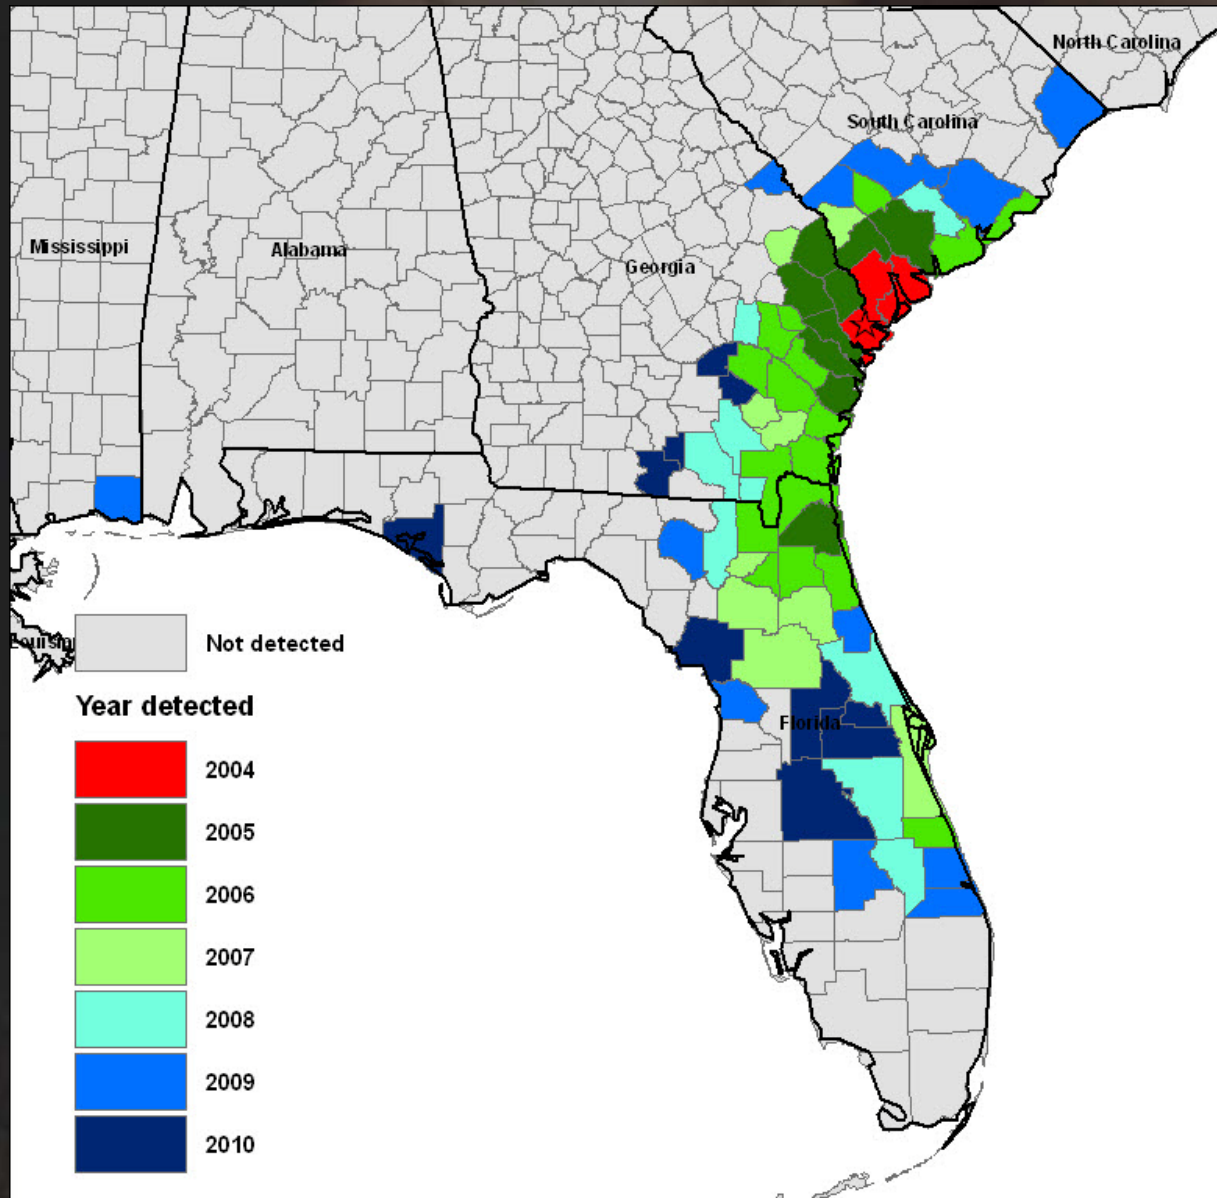 North Carolina
South Carolina
Mississippi
Alabama
Georgia
Florida
Not detected
Year detected
2004
2005
2006
2007
2008
2009
2010